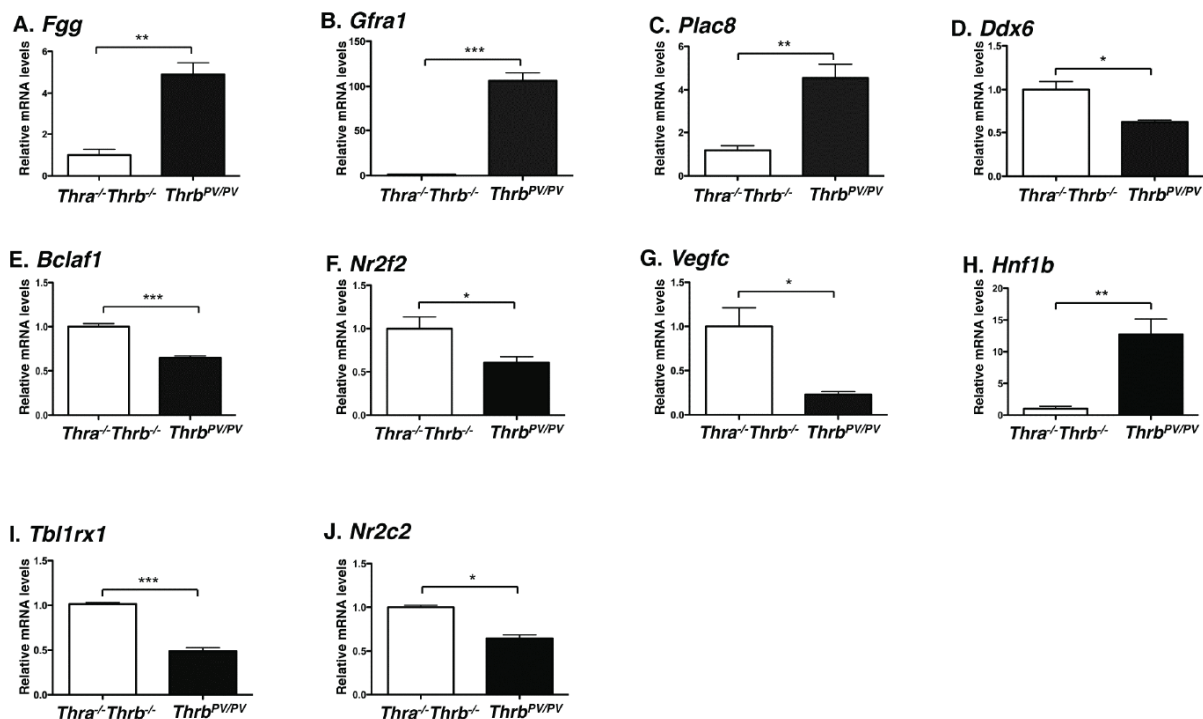 A. Fgg
**
Relative mRNA levels
6
4
2
0
Thra-/-Thrb-/- ThrbPV/PV
B. Gfra1
***
Relative mRNA levels
150
100
50
0
Thra-/-Thrb-/- ThrbPV/PV
C. Plac8
**
Relative mRNA levels
6
4
2
0
Thra-/-Thrb-/- ThrbPV/PV
D. Ddx6
*
Relative mRNA levels
1.5
1.0
0.5
0.0
Thra-/-Thrb-/- ThrbPV/PV
E. Bclaf1
***
Relative mRNA levels
1.5
1.0
0.5
0.0
Thra-/-Thrb-/- ThrbPV/PV
F. Nr2f2
*
Relative mRNA levels
1.5
1.0
0.5
0.0
Thra-/-Thrb-/- ThrbPV/PV
G. Vegfc
*
Relative mRNA levels
1.5
1.0
0.5
0.0
Thra-/-Thrb-/- ThrbPV/PV
H. Hnf1b
**
Relative mRNA levels
20
15
10
5
0
Thra-/-Thrb-/- ThrbPV/PV
I. Tbl1rx1
***
Relative mRNA levels
1.5
1.0
0.5
0.0
Thra-/-Thrb-/- ThrbPV/PV
J. Nr2c2
*
Relative mRNA levels
1.5
1.0
0.5
0.0
Thra-/-Thrb-/- ThrbPV/PV